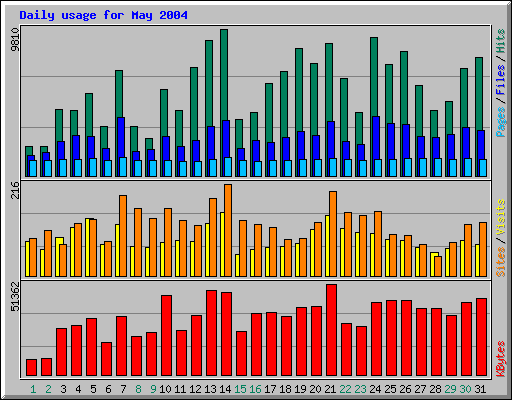 Daily usage for May 2004
9810
Pages / Files / Hits
216
Sites / Visits
51362
KBytes
1 2 3 4 5 6 7 8 9 10 11 12 13 14 15 16 17 18 19 20 21 22 23 24 25 26 27 28 29 30 31